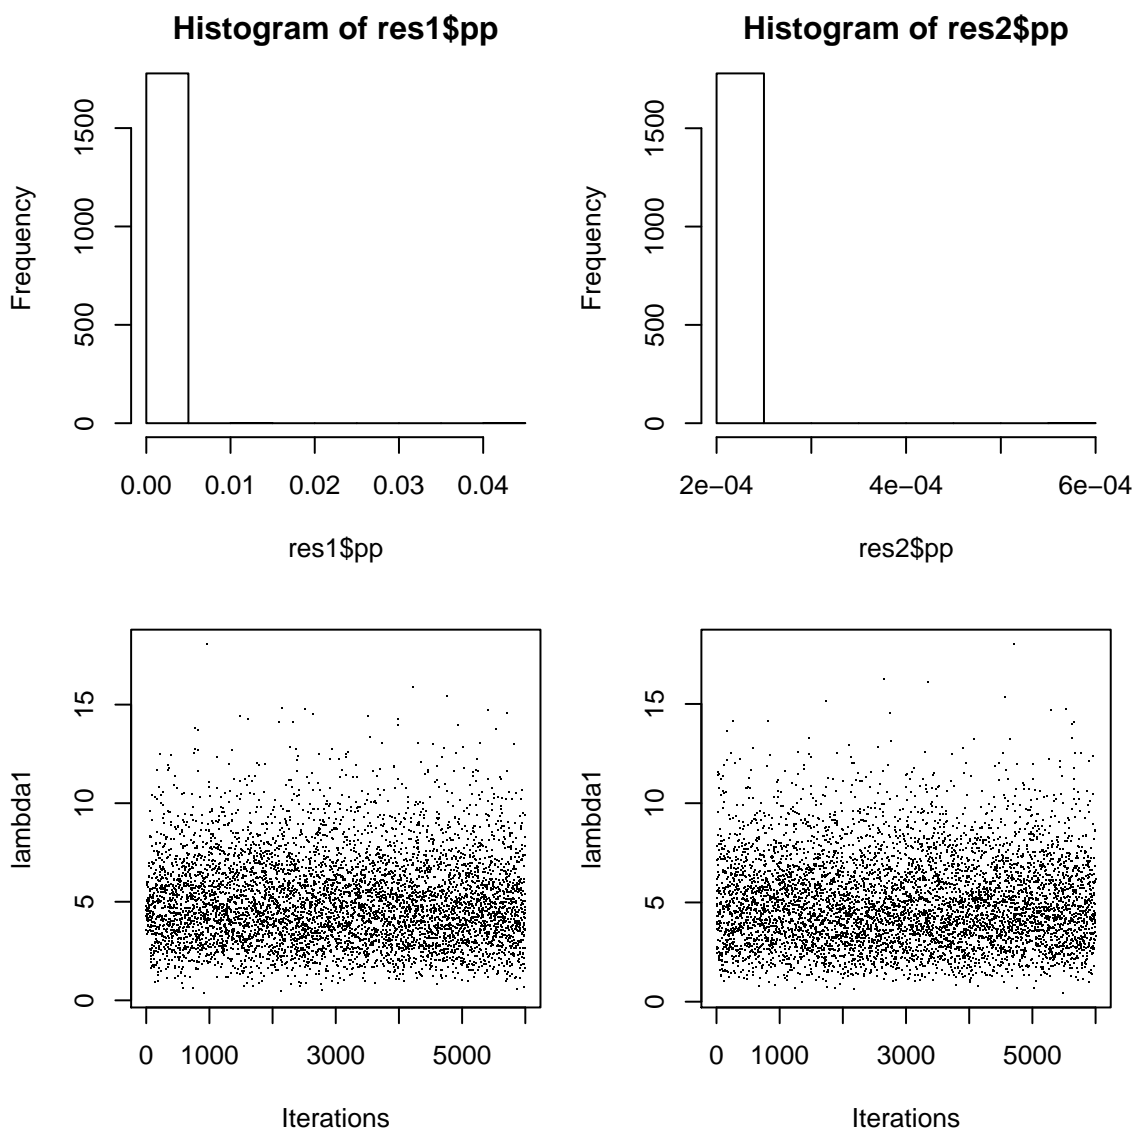 Histogram of res1$pp
Frequency
0 500 1000 1500
0.00 0.01 0.02 0.03 0.04
res1$pp
Histogram of res2$pp
Frequency
0 500 1000 1500
2e−04 4e−04 6e−04
res2$pp
lambda1
0 5 10 15
0 1000 3000 5000
Iterations
lambda1
0 5 10 15
0 1000 3000 5000
Iterations